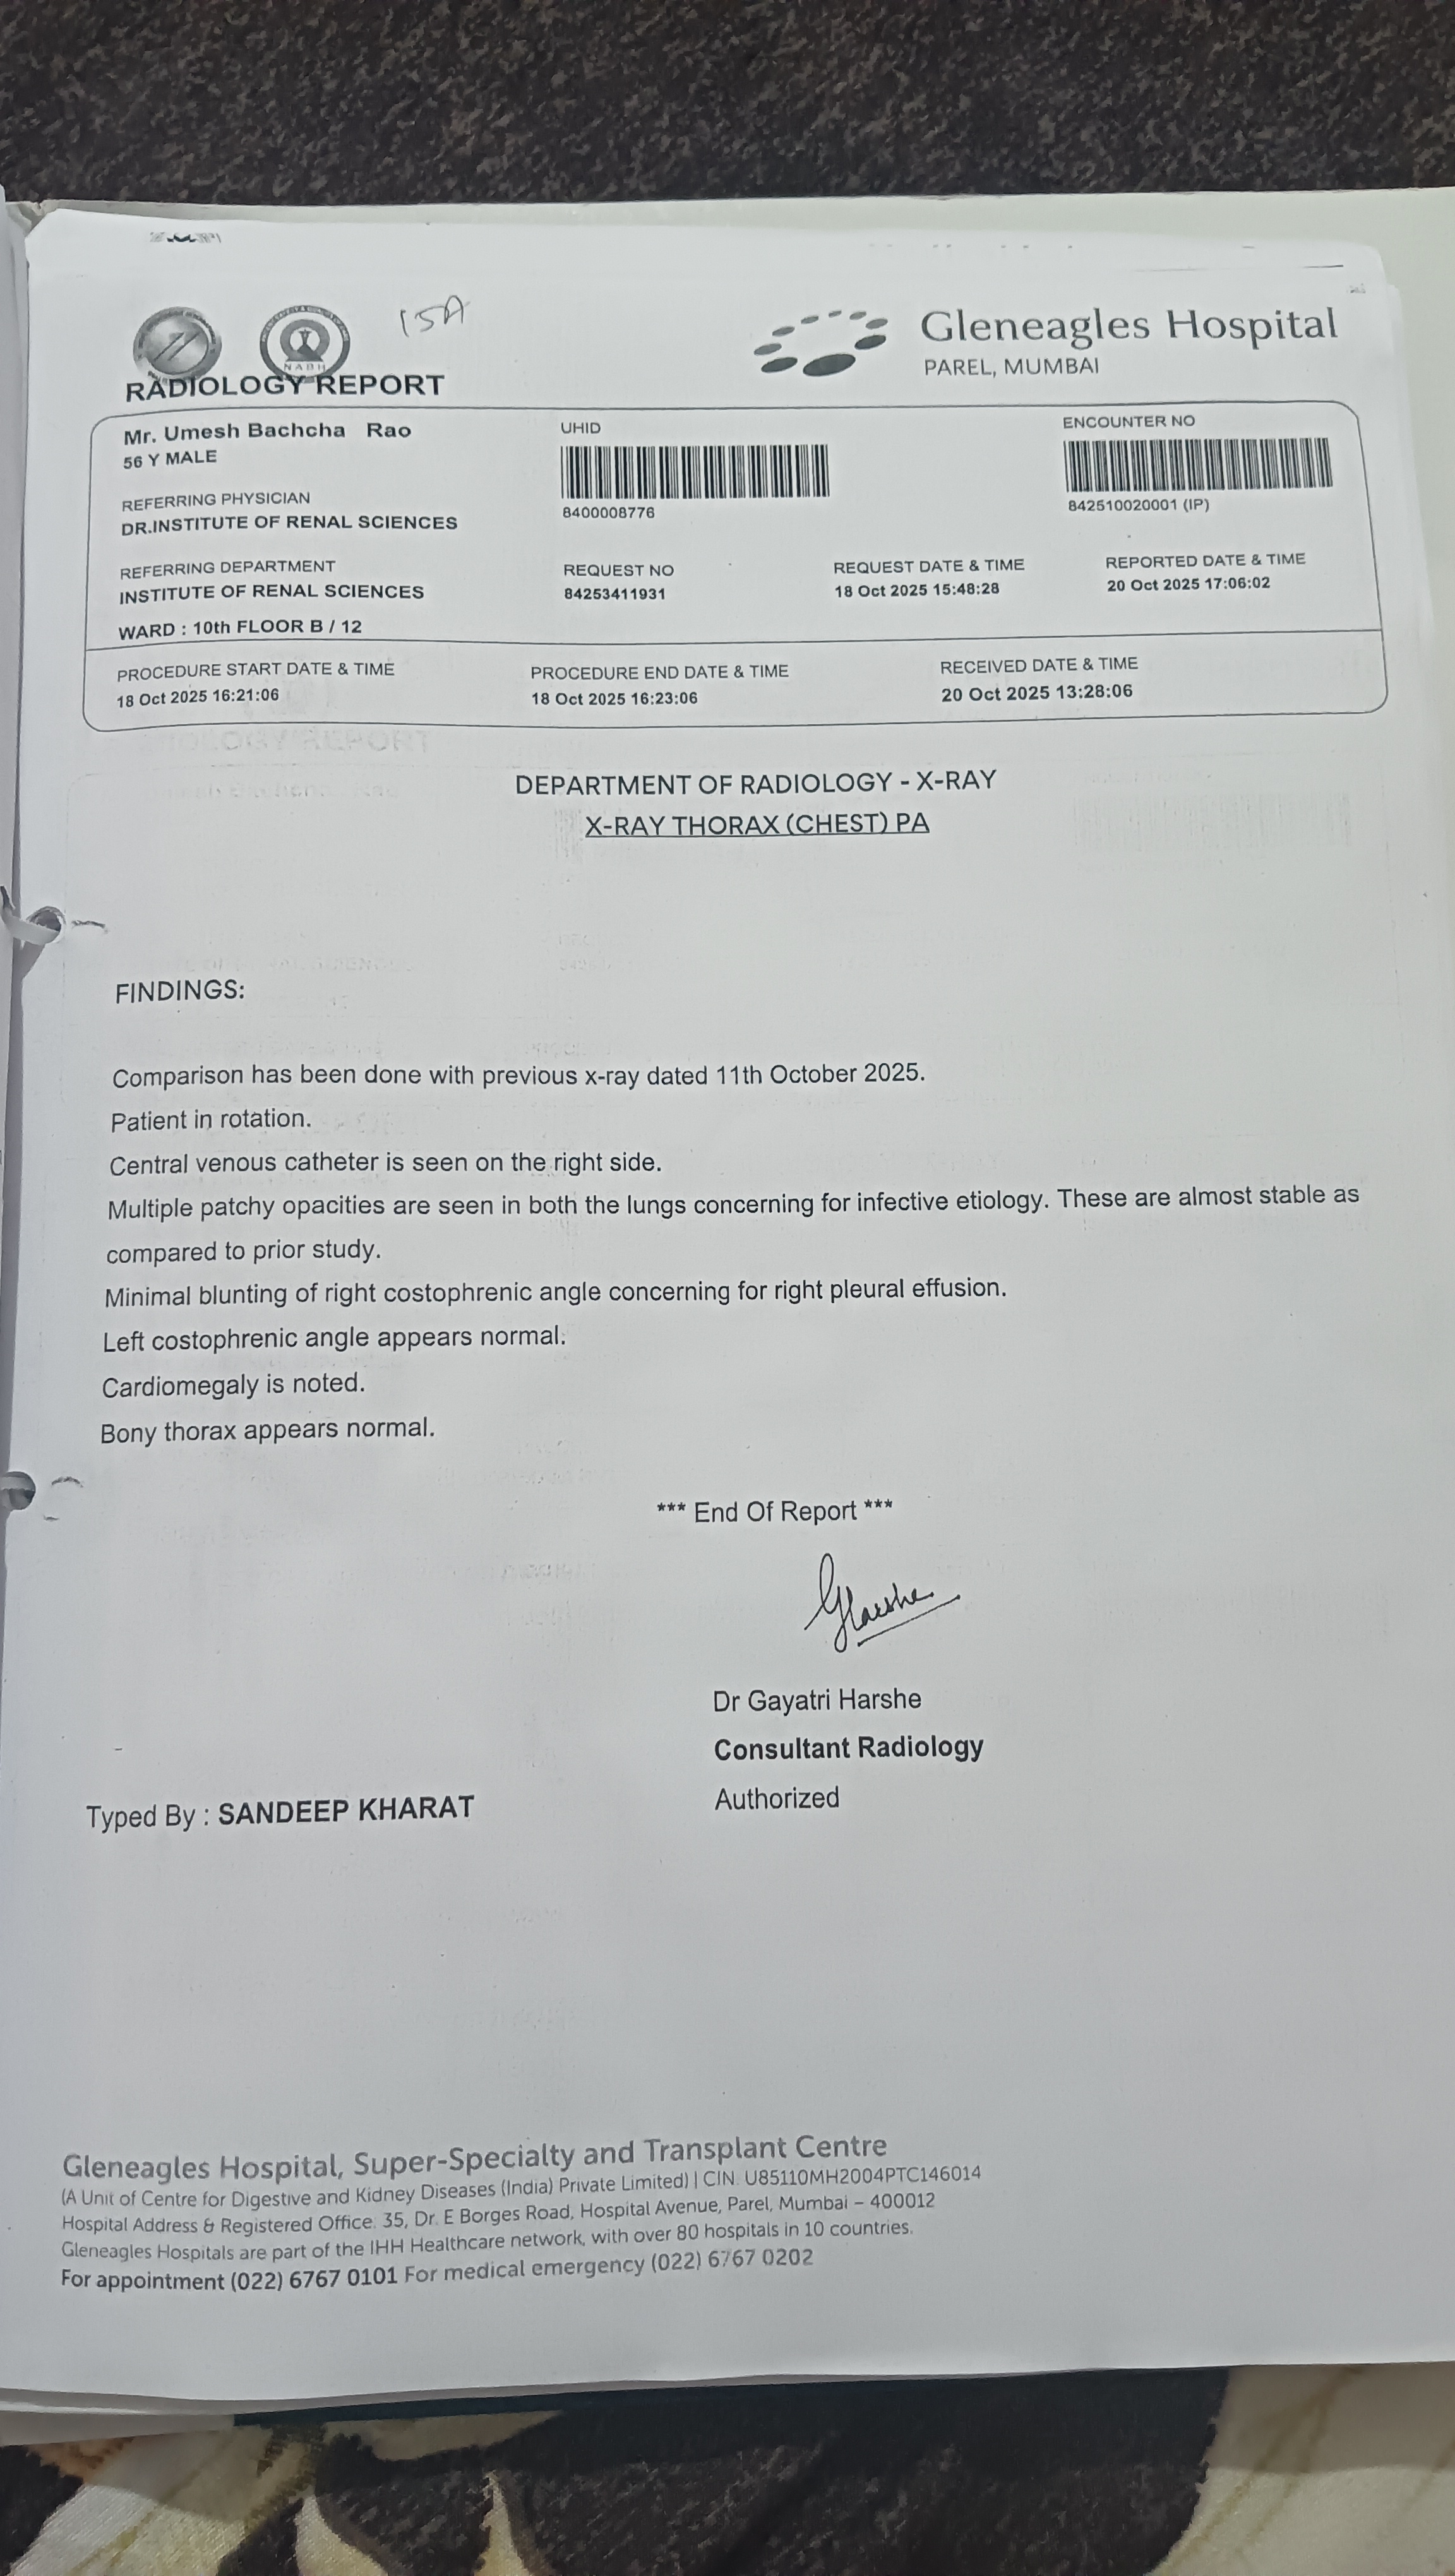 15A
Gleneagles Hospital
PAREL, MUMBAI
NABH
RADIOLOGY REPORT
Mr. Umesh Bachcha Rao
56 Y MALE
UHID
8400008776
ENCOUNTER NO
842510020001 (IP)
REFERRING PHYSICIAN
DR.INSTITUTE OF RENAL SCIENCES
REFERRING DEPARTMENT
INSTITUTE OF RENAL SCIENCES
REQUEST NO
84253411931
REQUEST DATE & TIME
18 Oct 2025 15:48:28
REPORTED DATE & TIME
20 Oct 2025 17:06:02
WARD : 10th FLOOR B / 12
PROCEDURE START DATE & TIME
18 Oct 2025 16:21:06
PROCEDURE END DATE & TIME
18 Oct 2025 16:23:06
RECEIVED DATE & TIME
20 Oct 2025 13:28:06
DEPARTMENT OF RADIOLOGY - X-RAY
X-RAY THORAX (CHEST) PA
FINDINGS:
Comparison has been done with previous x-ray dated 11th October 2025.
Patient in rotation.
Central venous catheter is seen on the right side.
Multiple patchy opacities are seen in both the lungs concerning for infective etiology. These are almost stable as
compared to prior study.
Minimal blunting of right costophrenic angle concerning for right pleural effusion.
Left costophrenic angle appears normal.
Cardiomegaly is noted.
Bony thorax appears normal.
*** End Of Report ***
GHarshe
Dr Gayatri Harshe
Consultant Radiology
Authorized
Typed By : SANDEEP KHARAT
Gleneagles Hospital, Super-Specialty and Transplant Centre
(A Unit of Centre for Digestive and Kidney Diseases (India) Private Limited) | CIN: U85110MH2004PTC146014
Hospital Address & Registered Office. 35, Dr. E Borges Road, Hospital Avenue, Parel, Mumbai – 400012
Gleneagles Hospitals are part of the IHH Healthcare network, with over 80 hospitals in 10 countries.
For appointment (022) 6767 0101 For medical emergency (022) 6767 0202